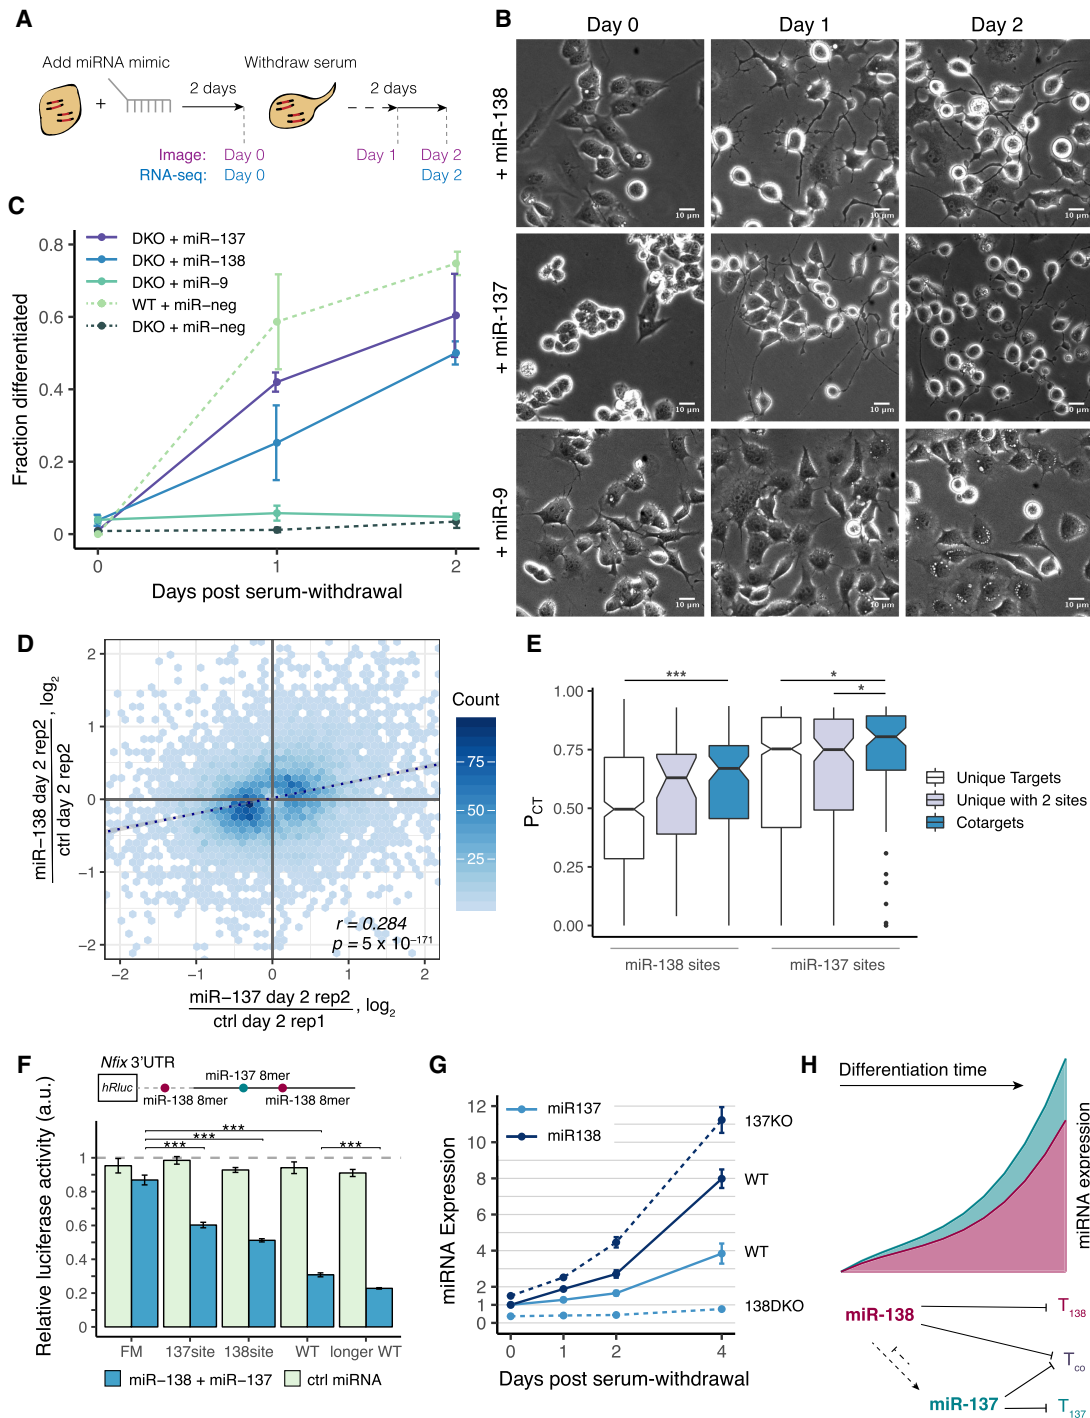 A
Add miRNA mimic
Withdraw serum
+
2 days
2 days
Image: Day 0 Day 1 Day 2
RNA-seq: Day 0 Day 2
B
Day 0 Day 1 Day 2
+ miR-138
10 µm 10 µm 10 µm
+ miR-137
10 µm 10 µm 10 µm
+ miR-9
10 µm 10 µm 10 µm
C
DKO + miR−137
DKO + miR−138
DKO + miR−9
WT + miR−neg
DKO + miR−neg
0.8
0.6
0.4
0.2
0
Fraction differentiated
0 1 2
Days post serum-withdrawal
D
miR−138 day 2 rep2
ctrl day 2 rep2
, log2
2
1
0
−1
−2
r = 0.284
p = 5 x 10−171
−2 −1 0 1 2
miR−137 day 2 rep2
ctrl day 2 rep1
, log2
Count
75
50
25
E
*** * *
1.00
0.75
0.50
0.25
0.00
PCT
miR-138 sites miR-137 sites
Unique Targets
Unique with 2 sites
Cotargets
F
Nfix 3'UTR
hRluc
miR-137 8mer
miR-138 8mer miR-138 8mer
***
***
*** ***
1
0.8
0.6
0.4
0.2
0
Relative luciferase activity (a.u.)
FM 137site 138site WT longer WT
miR−138 + miR−137 ctrl miRNA
G
miR137
miR138
12
10
8
6
4
2
1
0
miRNA Expression
137KO
WT
WT
138DKO
0 1 2 4
Days post serum-withdrawal
H
Differentiation time
miRNA expression
miR-138
T138
Tco
miR-137
T137